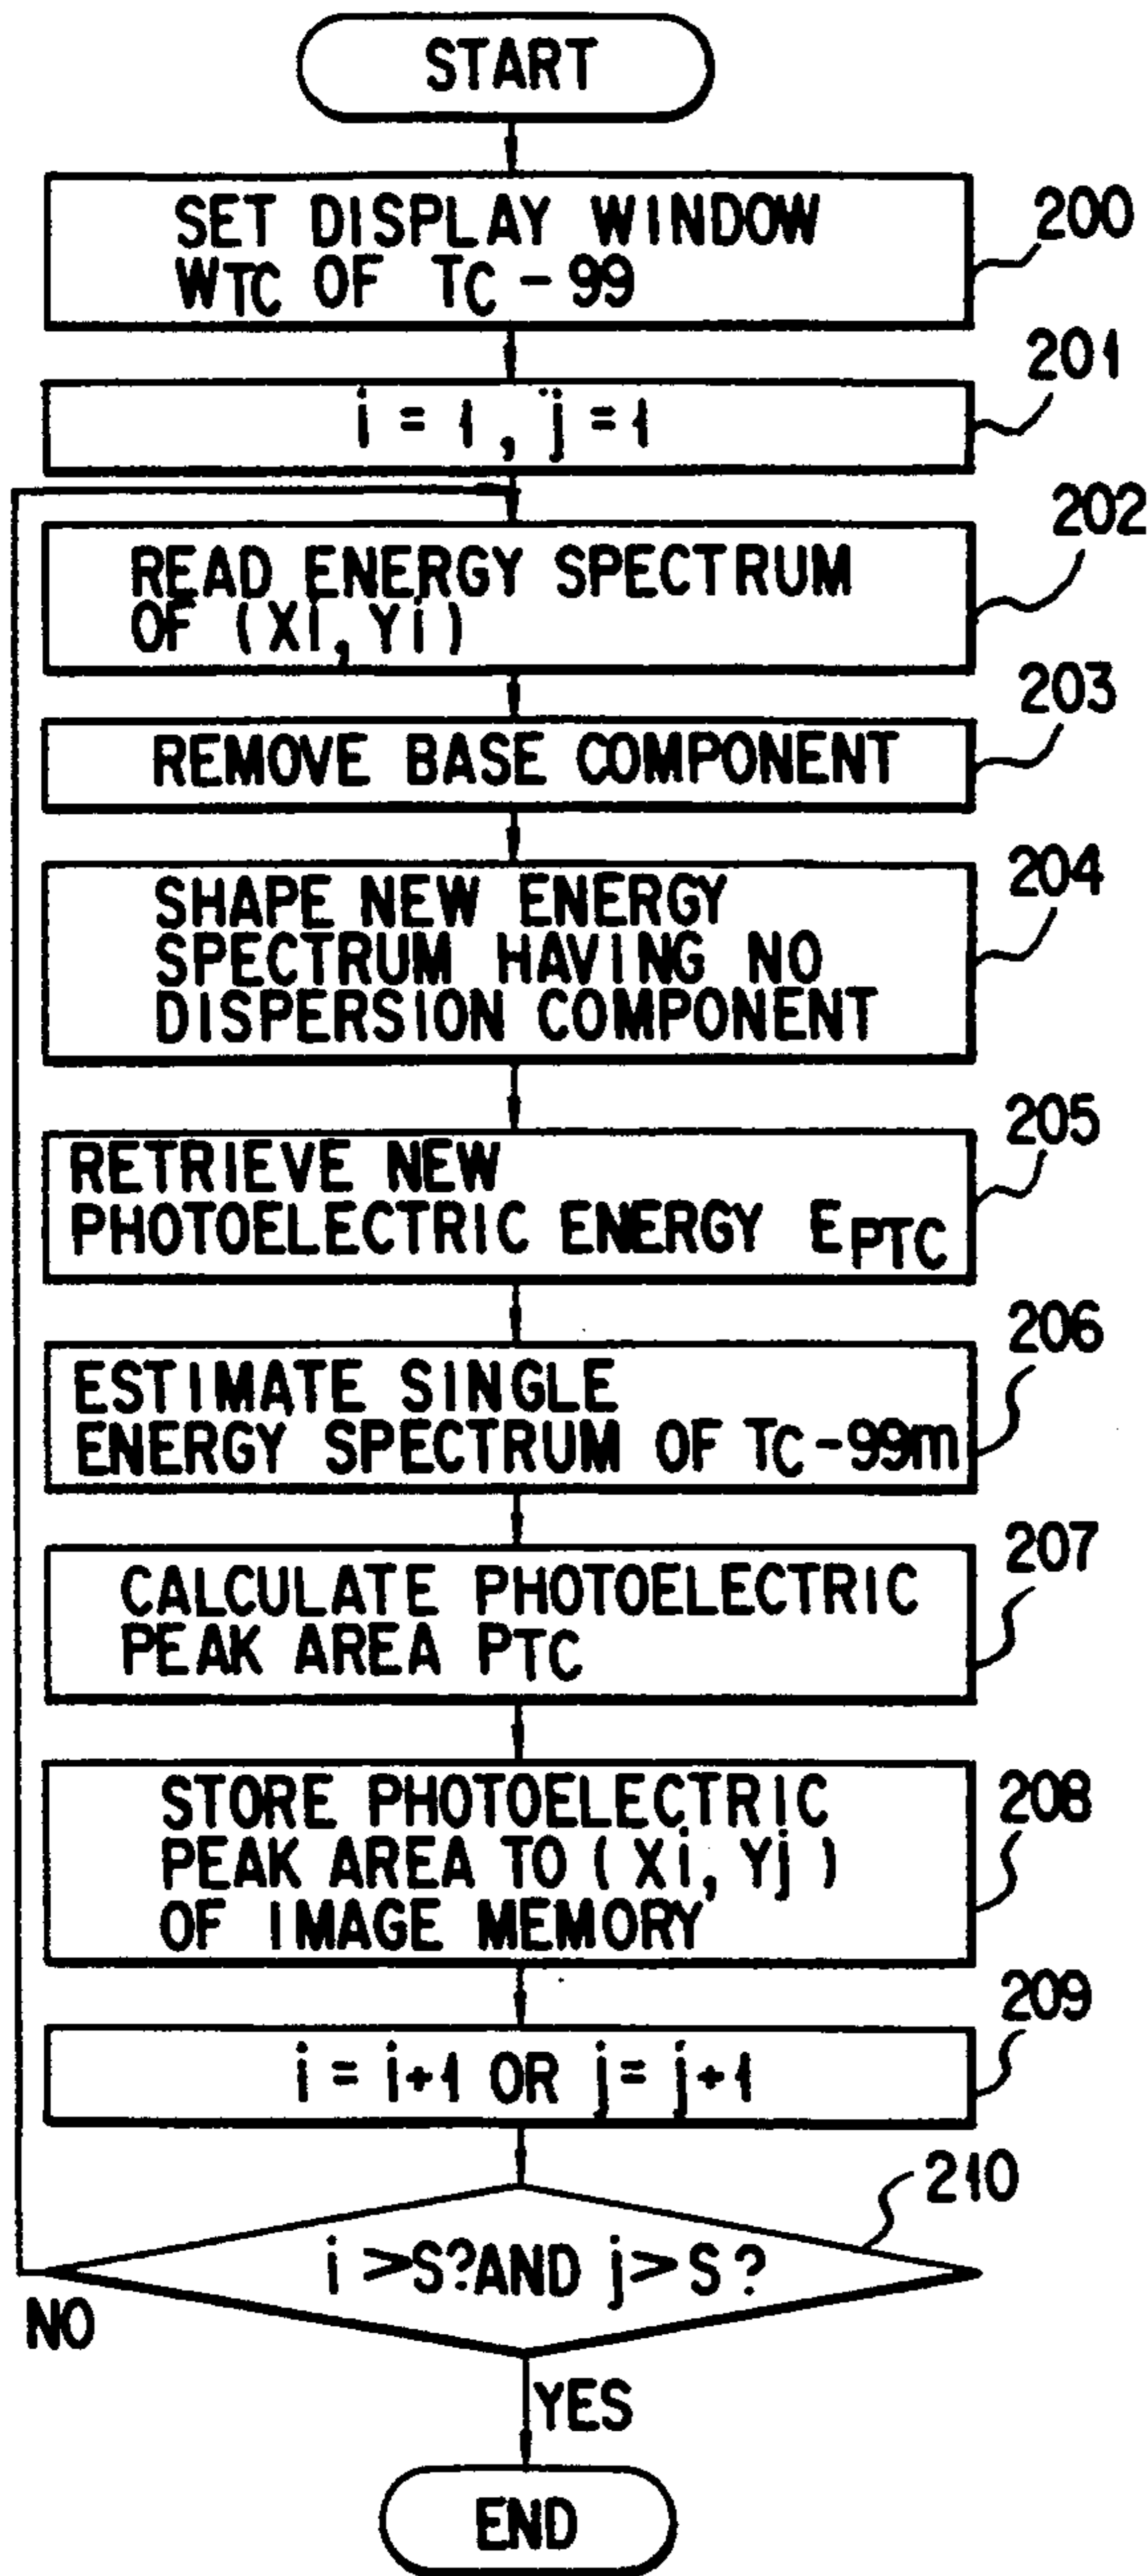 START
SET DISPLAY WINDOW
WTC OF TC-99
200
i = 1, j = 1
201
READ ENERGY SPECTRUM
OF (Xi, Yi)
202
REMOVE BASE COMPONENT
203
SHAPE NEW ENERGY
SPECTRUM HAVING NO
DISPERSION COMPONENT
204
RETRIEVE NEW
PHOTOELECTRIC ENERGY EPTC
205
ESTIMATE SINGLE
ENERGY SPECTRUM OF TC-99m
206
CALCULATE PHOTOELECTRIC
PEAK AREA PTC
207
STORE PHOTOELECTRIC
PEAK AREA TO (Xi, Yj)
OF IMAGE MEMORY
208
i = i+1 OR j = j+1
209
i >S?AND j>S?
210
NO
YES
END